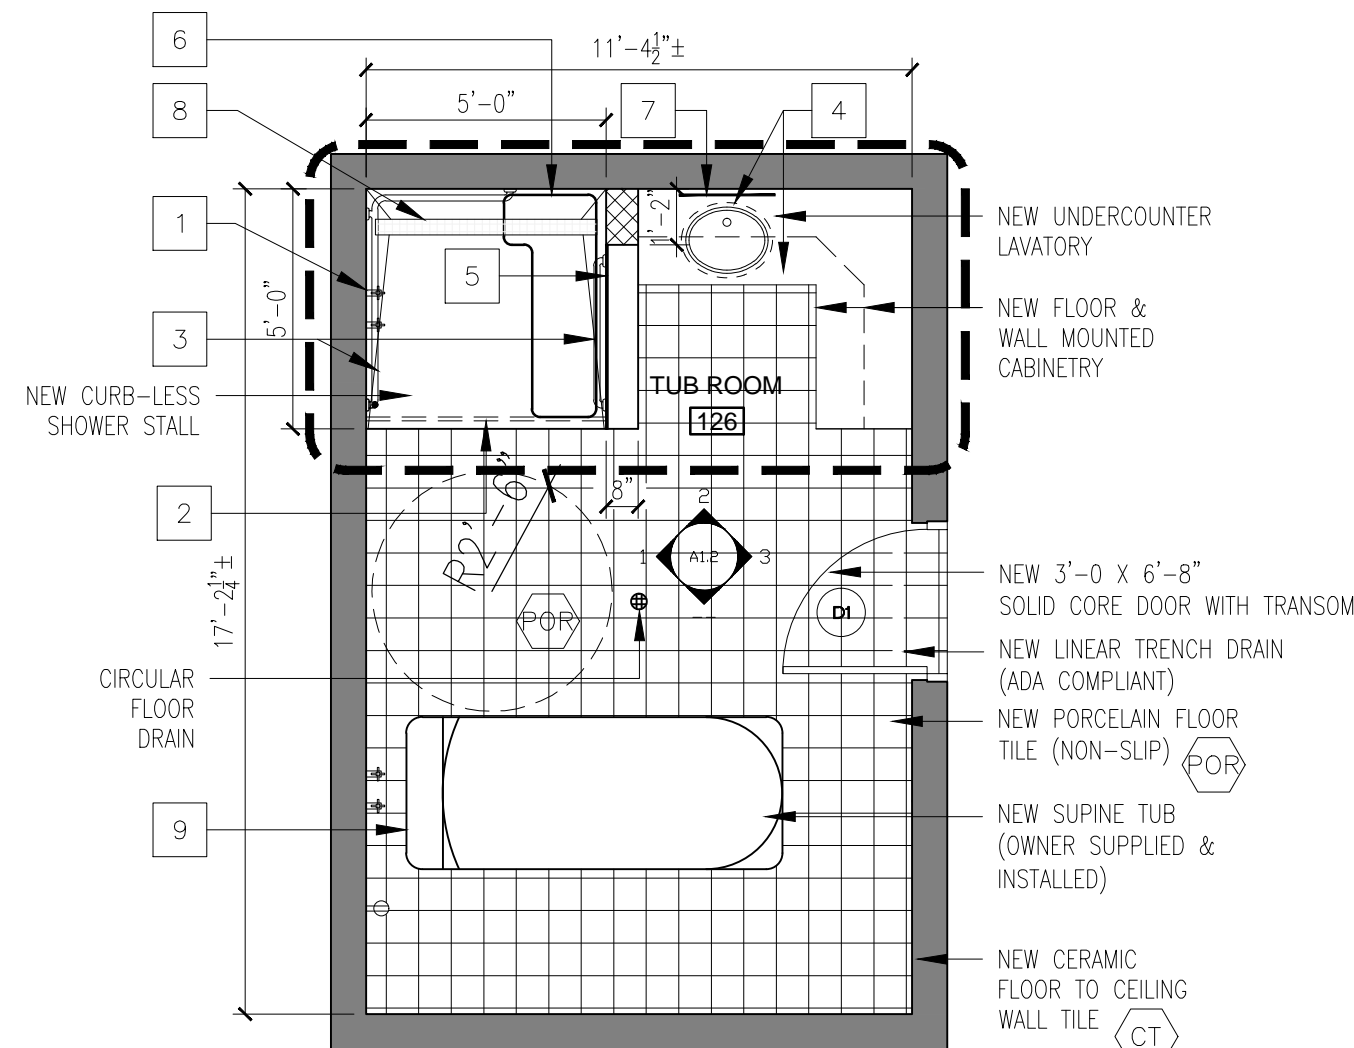 6
11'-4½"±
8
5'-0"
7
4
1
1'-2"
NEW UNDERCOUNTER
LAVATORY
5
5'-0"
3
NEW FLOOR &
WALL MOUNTED
CABINETRY
NEW CURB-LESS
SHOWER STALL
TUB ROOM
126
2
R2'-6"
8"
2
1
A1.2
3
--
17'-2¼"±
POR
D1
NEW 3'-0 X 6'-8"
SOLID CORE DOOR WITH TRANSOM
NEW LINEAR TRENCH DRAIN
(ADA COMPLIANT)
CIRCULAR
FLOOR
DRAIN
NEW PORCELAIN FLOOR
TILE (NON-SLIP) POR
9
NEW SUPINE TUB
(OWNER SUPPLIED &
INSTALLED)
NEW CERAMIC
FLOOR TO CEILING
WALL TILE CT